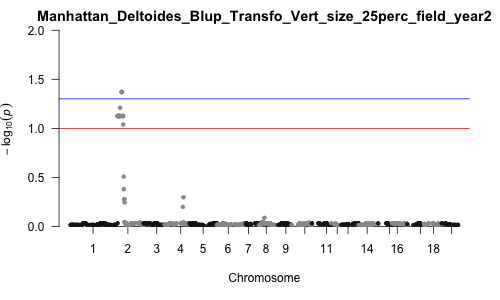 Manhattan_Deltoides_Blup_Transfo_Vert_size_25perc_field_year2
2.0
1.5
1.0
0.5
0.0
− log10(p)
1 2 3 4 5 6 7 8 9 11 14 16 18
Chromosome